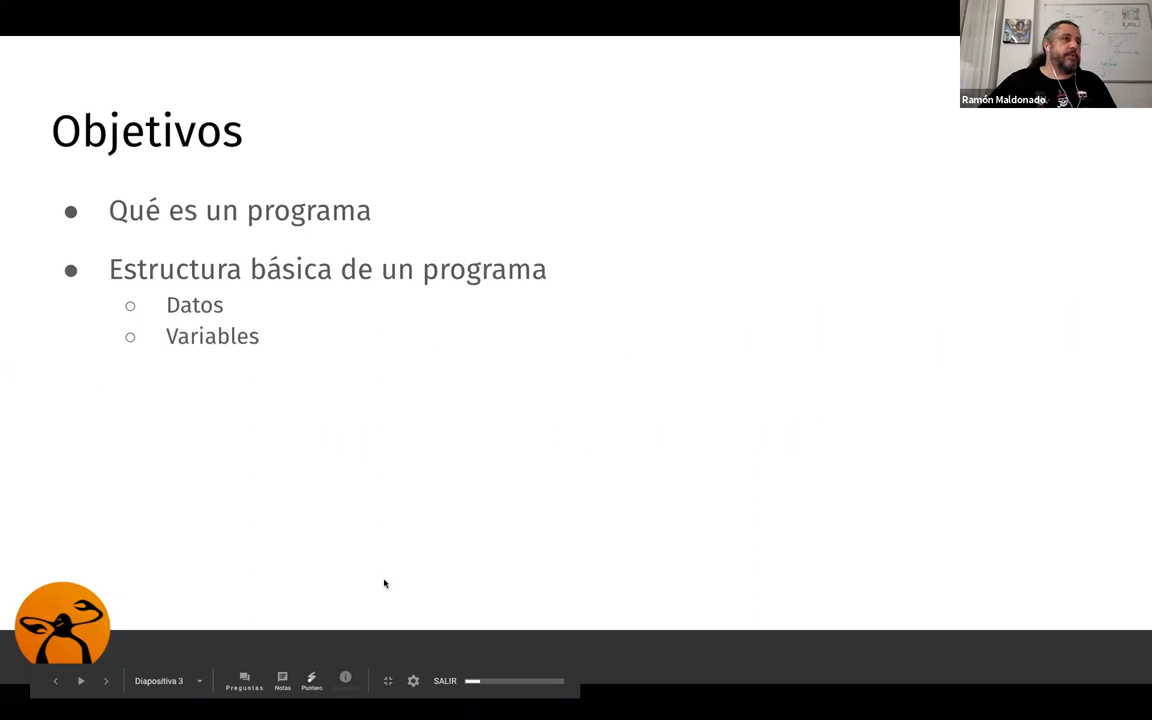 Ramón Maldonado
Objetivos
● Qué es un programa
● Estructura básica de un programa
○ Datos
○ Variables
Diapositiva 3
Preguntas
Notas
Puntero
SALIR